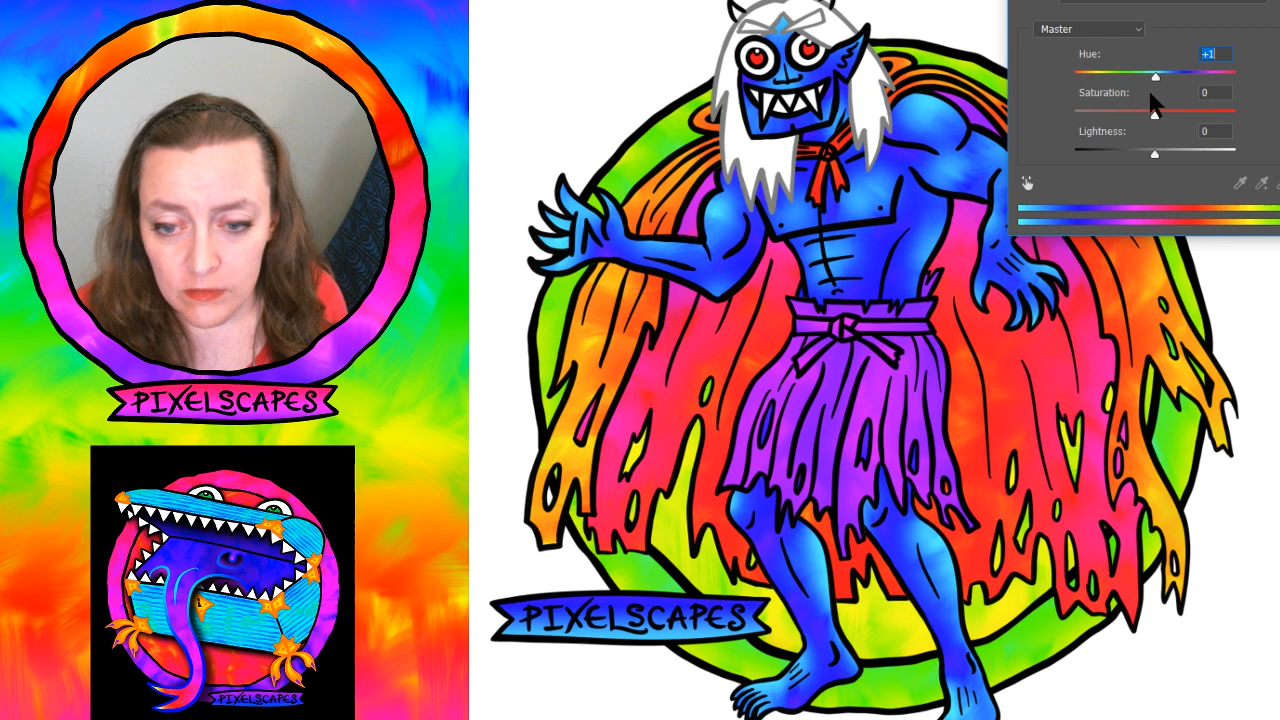 PIXELSCAPES
PIXELSCAPES
PIXELSCAPES
Master
Hue:
+1
Saturation:
0
Lightness:
0